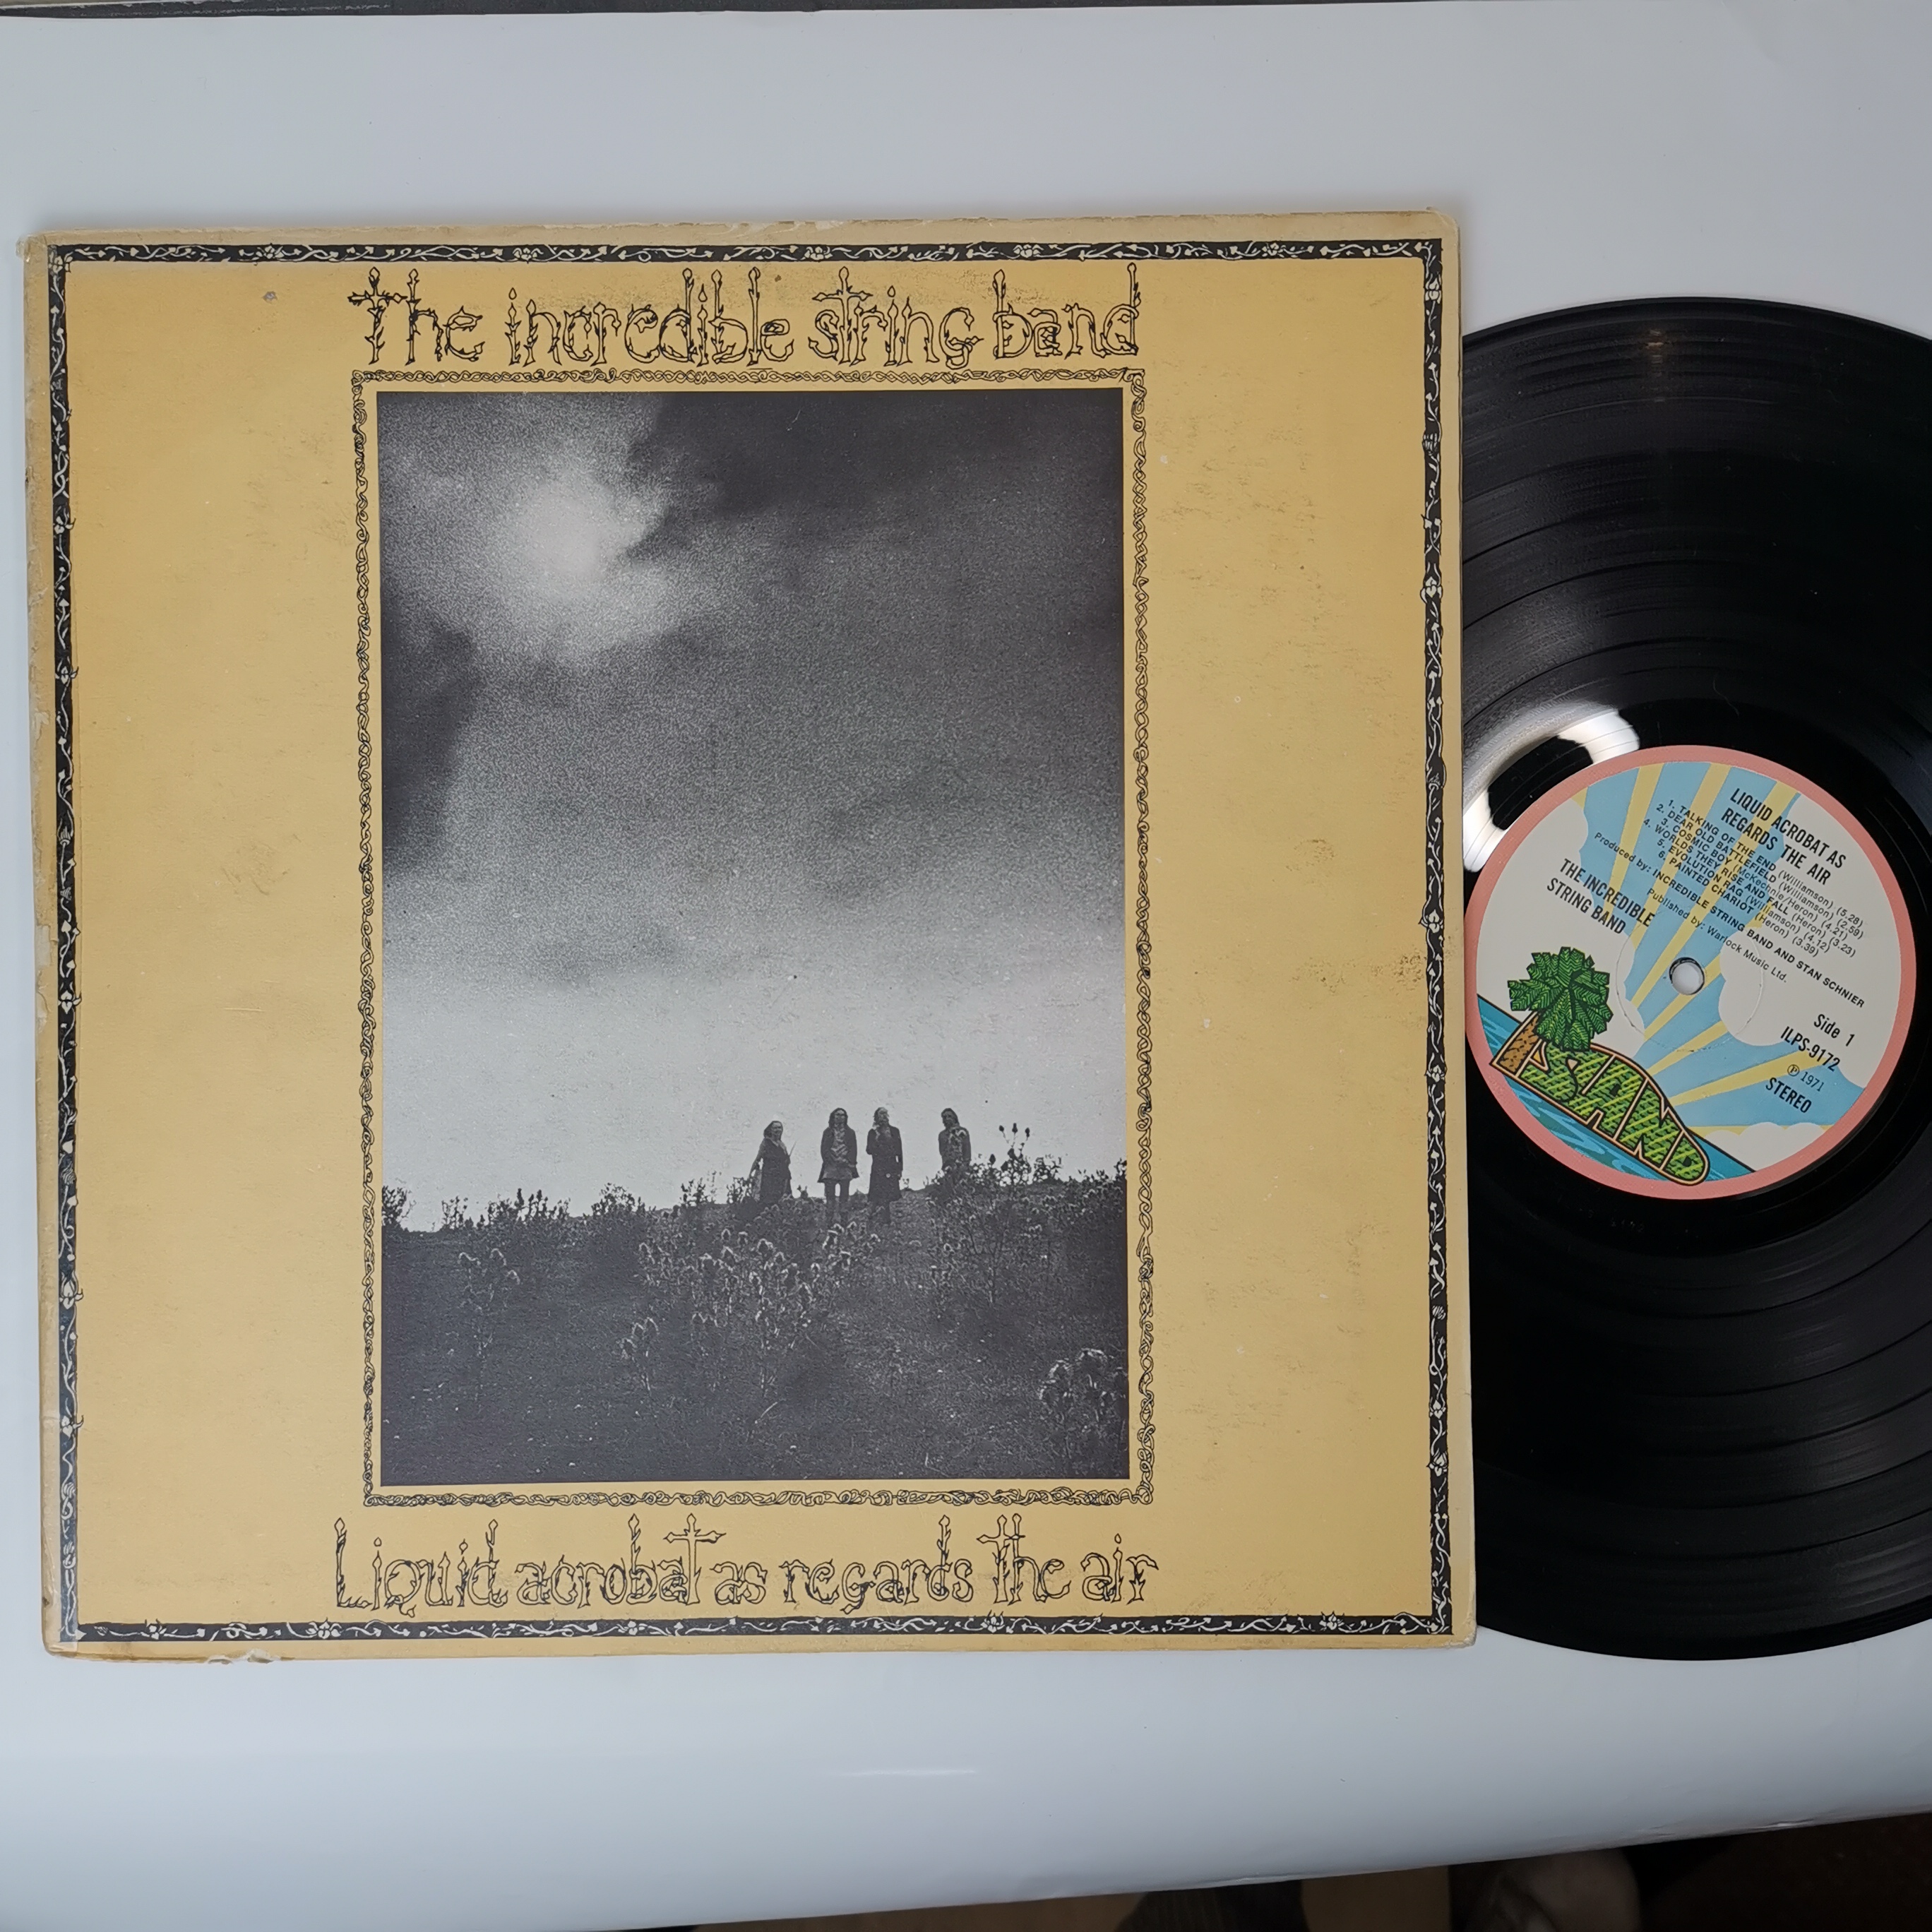 The incredible string band
Liquid acrobat as regards the air
LIQUID ACROBAT AS
REGARDS THE AIR
1. TALKING OF THE END (Williamson) (5.28)
2. DEAR OLD BATTLEFIELD (Williamson) (2.59)
3. COSMIC BOY (McKechnie/Heron) (4.21)
4. WORLDS THEY RISE AND FALL (Heron) (3.23)
5. EVOLUTION RAG (Williamson) (4.12)
6. PAINTED CHARIOT (Heron) (3.39)
Produced by: INCREDIBLE STRING BAND AND STAN SCHNIER
Published by: Warlock Music Ltd.
THE INCREDIBLE
STRING BAND
Side 1
ILPS-9172
Ⓟ 1971
STEREO
ISLAND